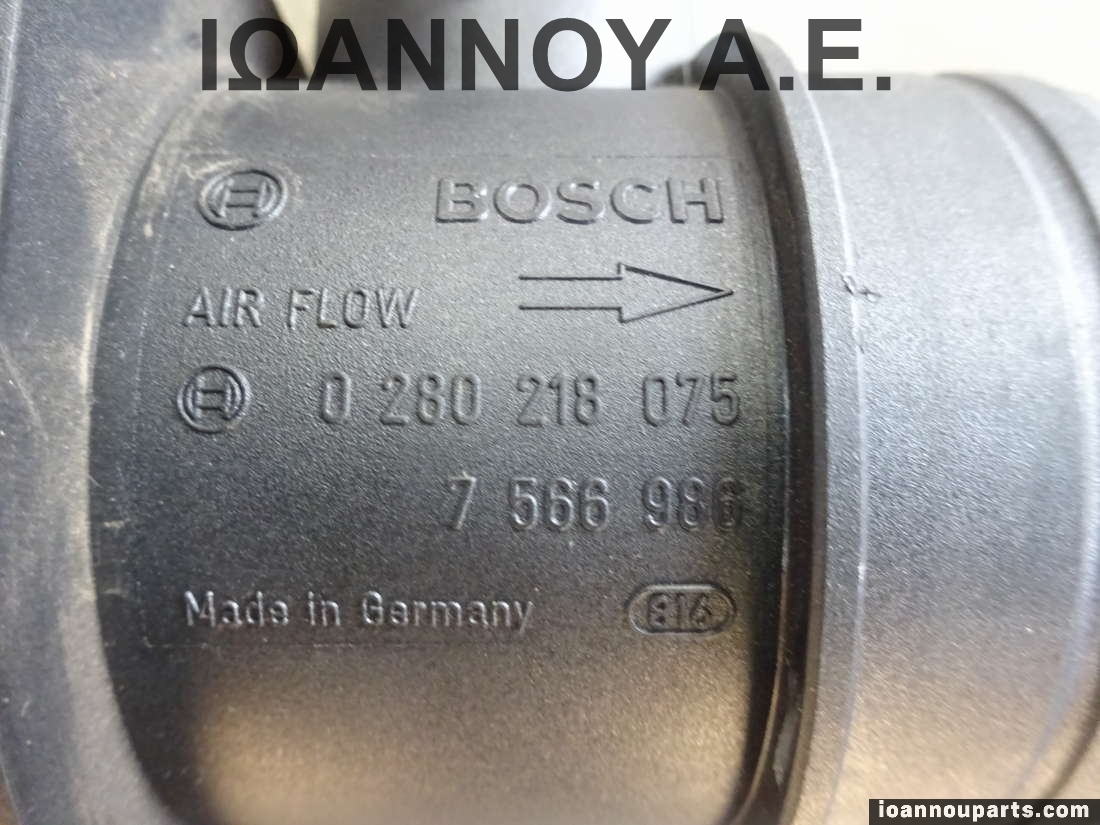 ΙΩΑΝΝΟΥ Α.Ε.
BOSCH
AIR FLOW
0 280 218 075
7 566 986
Made in Germany
816
ioannouparts.com